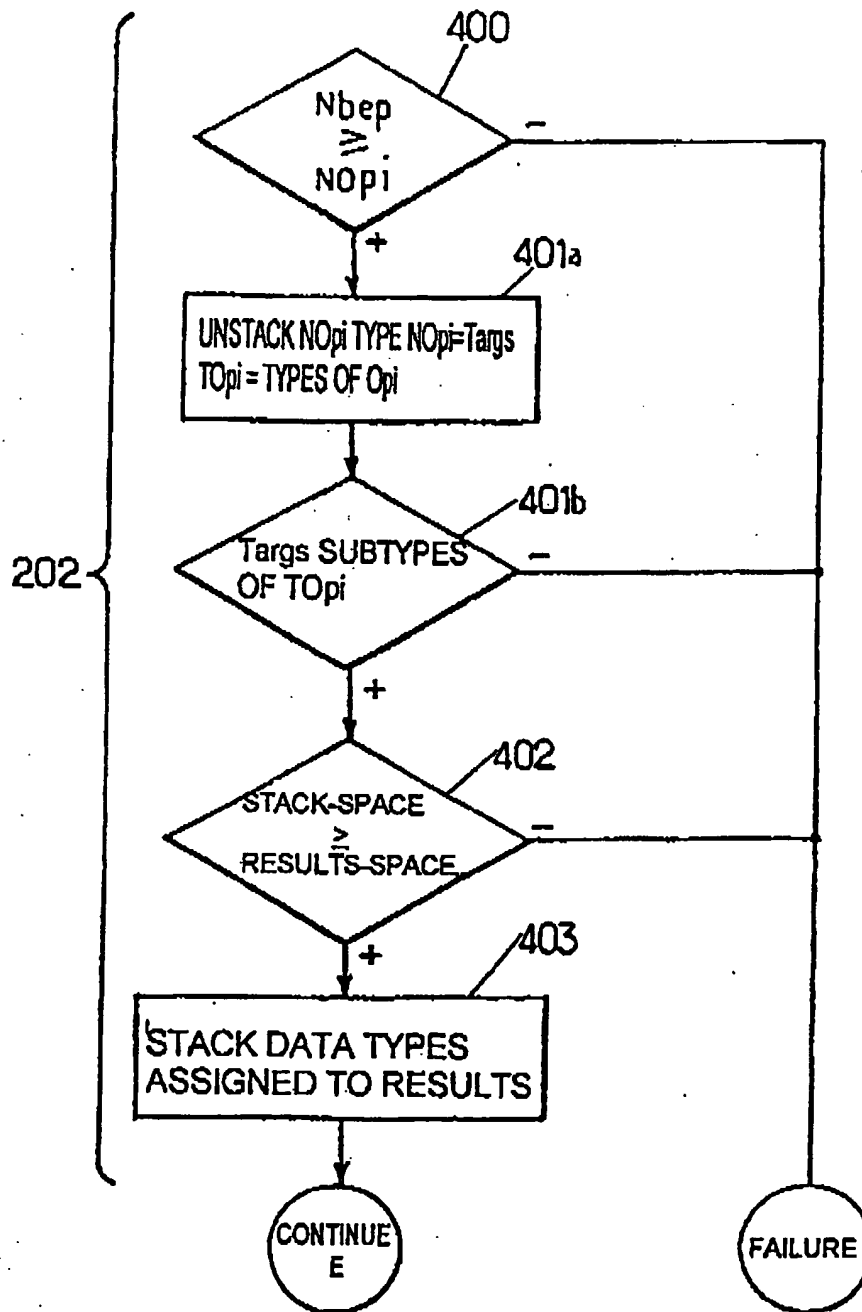 400
Nbep
≥
NOpi
-
+
401a
UNSTACK NOpi TYPE NOpi=Targs
TOpi = TYPES OF Opi
401b
Targs SUBTYPES
OF TOpi
-
202
+
402
STACK-SPACE
≥
RESULTS-SPACE
-
+
403
STACK DATA TYPES
ASSIGNED TO RESULTS
CONTINUE
E
FAILURE